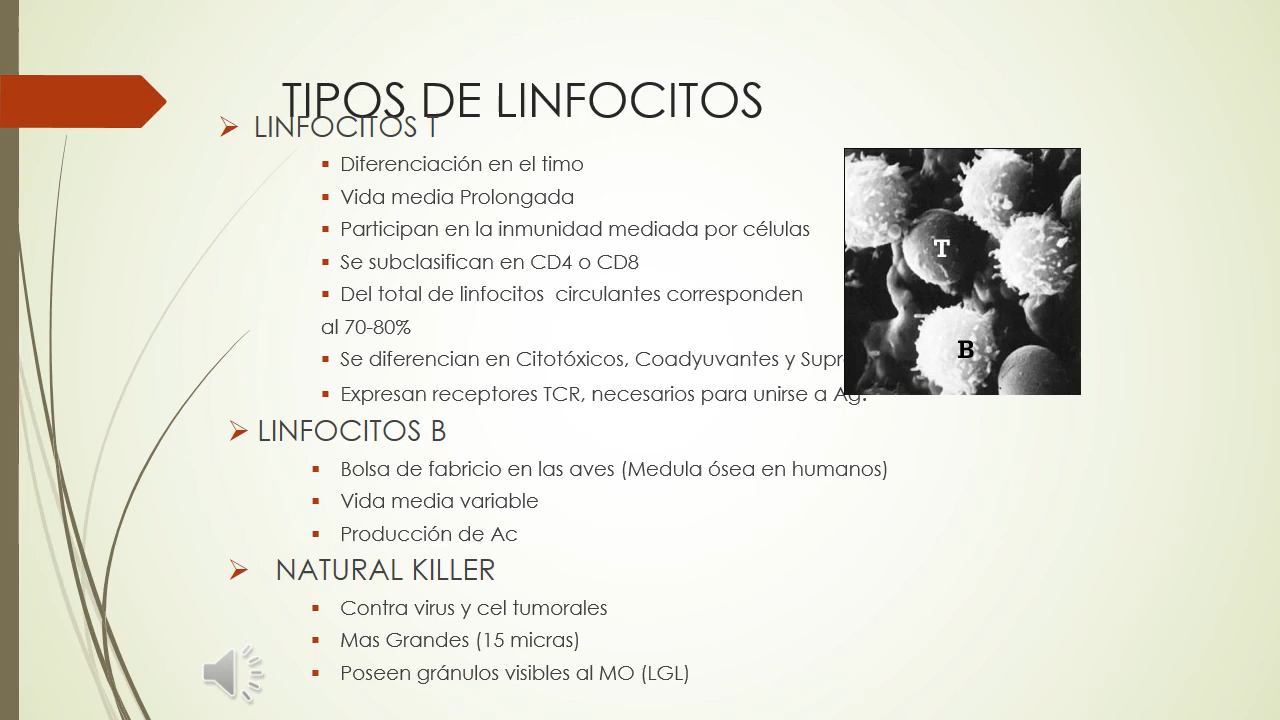 TIPOS DE LINFOCITOS
LINFOCITOS T
Diferenciación en el timo
Vida media Prolongada
Participan en la inmunidad mediada por células
Se subclasifican en CD4 o CD8
Del total de linfocitos circulantes corresponden
al 70-80%
Se diferencian en Citotóxicos, Coadyuvantes y
Expresan receptores TCR, necesarios para unirse a Ag.
LINFOCITOS B
Bolsa de fabricio en las aves (Medula ósea en humanos)
Vida media variable
Producción de Ac
NATURAL KILLER
Contra virus y cel tumorales
Mas Grandes (15 micras)
Poseen gránulos visibles al MO (LGL)
T
B